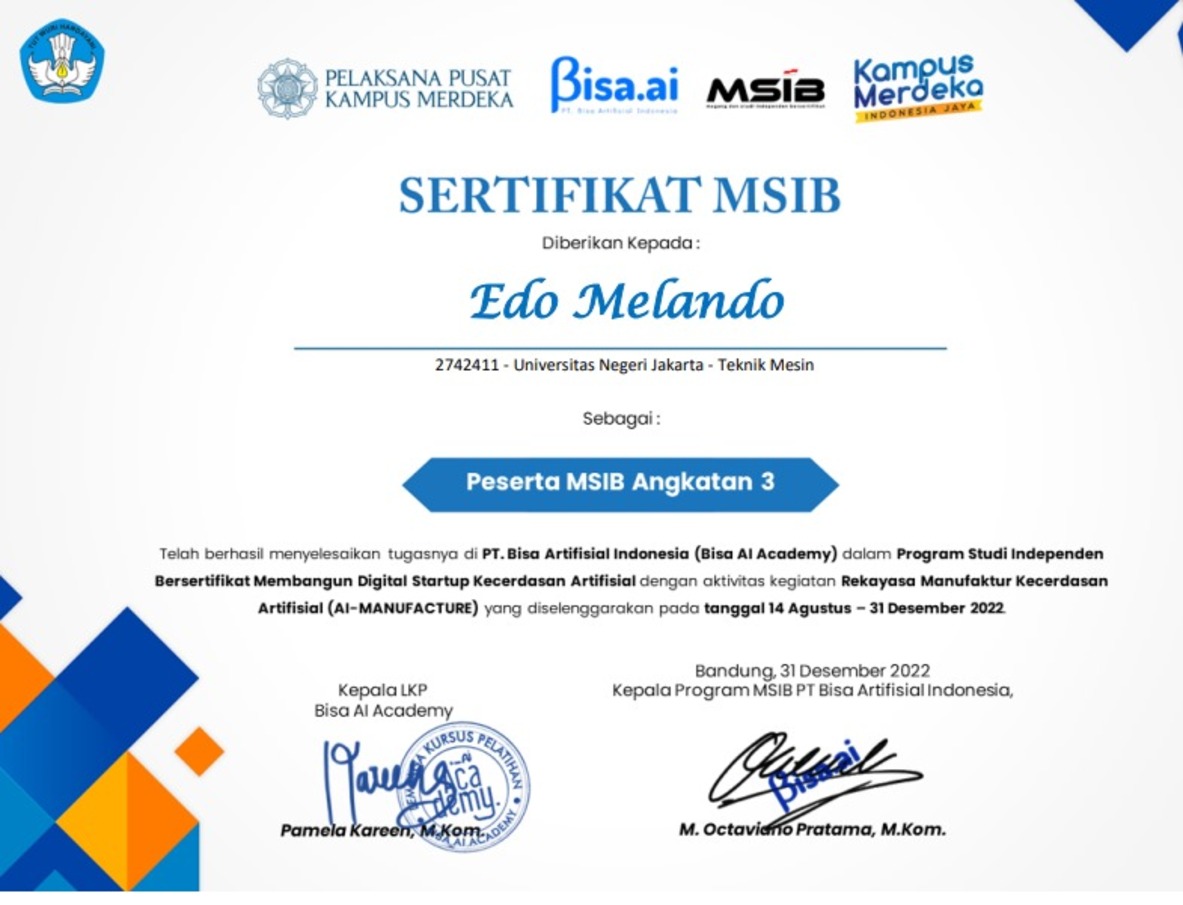 TUT WURI HANDAYANI
PELAKSANA PUSAT
KAMPUS MERDEKA
Bisa.ai
PT. Bisa Artifisial Indonesia
MSIB
Magang dan Studi Independen Bersertifikat
Kampus
Merdeka
INDONESIA JAYA
SERTIFIKAT MSIB
Diberikan Kepada :
Edo Melando
2742411 - Universitas Negeri Jakarta - Teknik Mesin
Sebagai :
Peserta MSIB Angkatan 3
Telah berhasil menyelesaikan tugasnya di PT. Bisa Artifisial Indonesia (Bisa AI Academy) dalam Program Studi Independen
Bersertifikat Membangun Digital Startup Kecerdasan Artifisial dengan aktivitas kegiatan Rekayasa Manufaktur Kecerdasan
Artifisial (AI-MANUFACTURE) yang diselenggarakan pada tanggal 14 Agustus – 31 Desember 2022.
Kepala LKP
Bisa AI Academy
KURSUS PELATIHAN
BISA AI ACADEMY
Pamela Kareen, M.Kom.
Bandung, 31 Desember 2022
Kepala Program MSIB PT Bisa Artifisial Indonesia,
Bisa.ai
M. Octaviano Pratama, M.Kom.